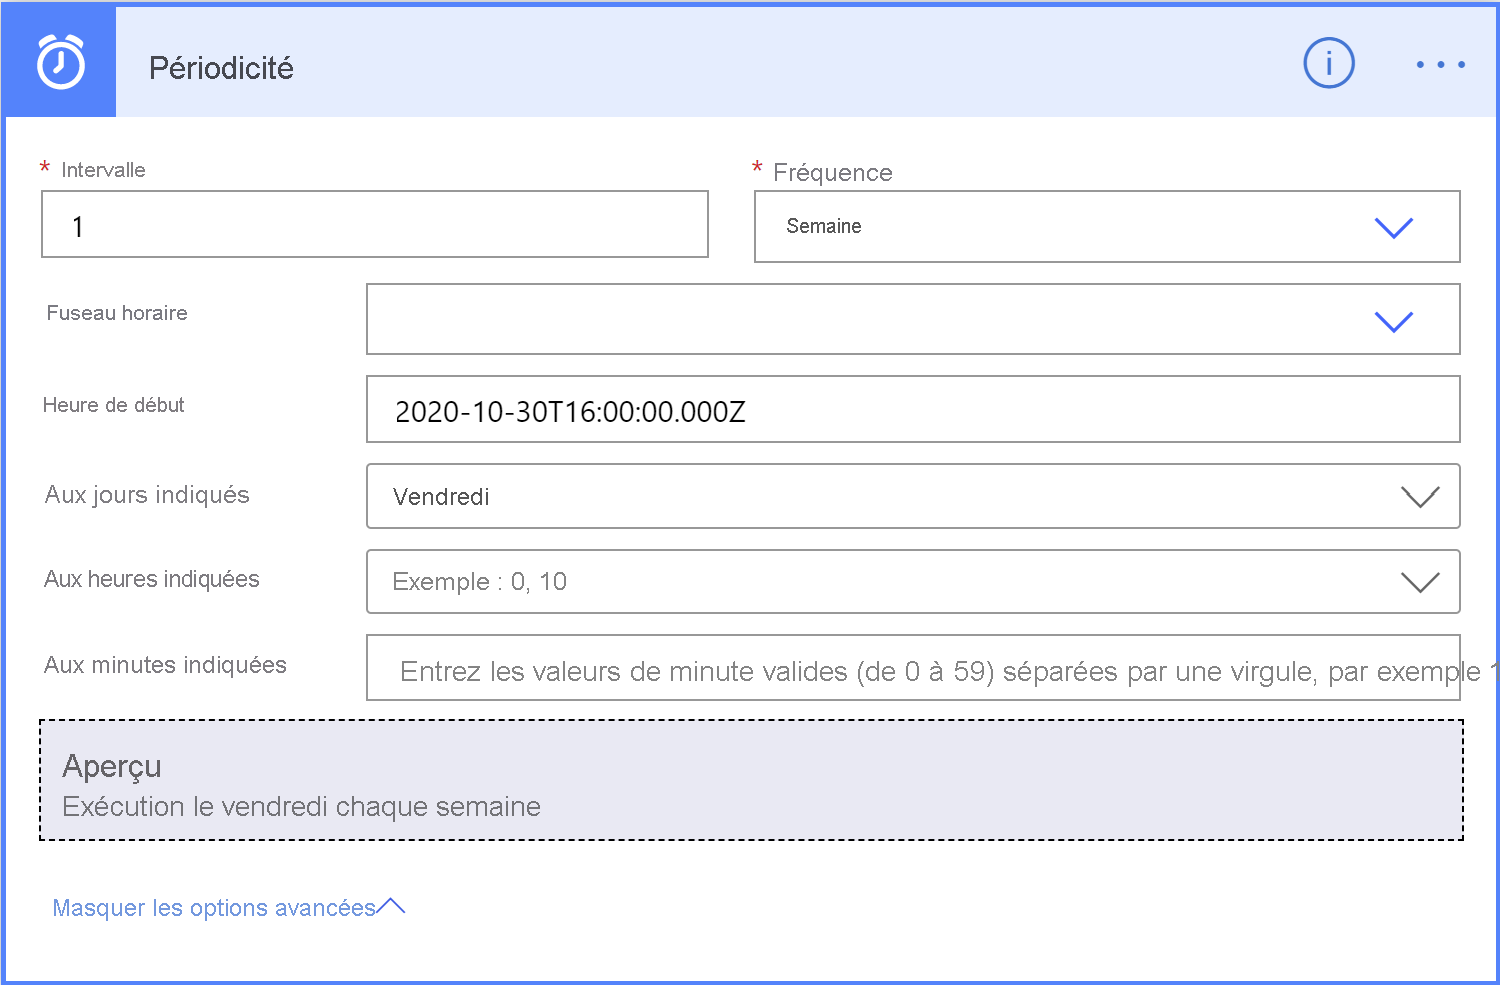 Périodicité
* Intervalle
* Fréquence
1
Semaine
Fuseau horaire
Heure de début
2020-10-30T16:00:00.000Z
Aux jours indiqués
Vendredi
Aux heures indiquées
Exemple : 0, 10
Aux minutes indiquées
Entrez les valeurs de minute valides (de 0 à 59) séparées par une virgule, par exemple 1
Aperçu
Exécution le vendredi chaque semaine
Masquer les options avancées